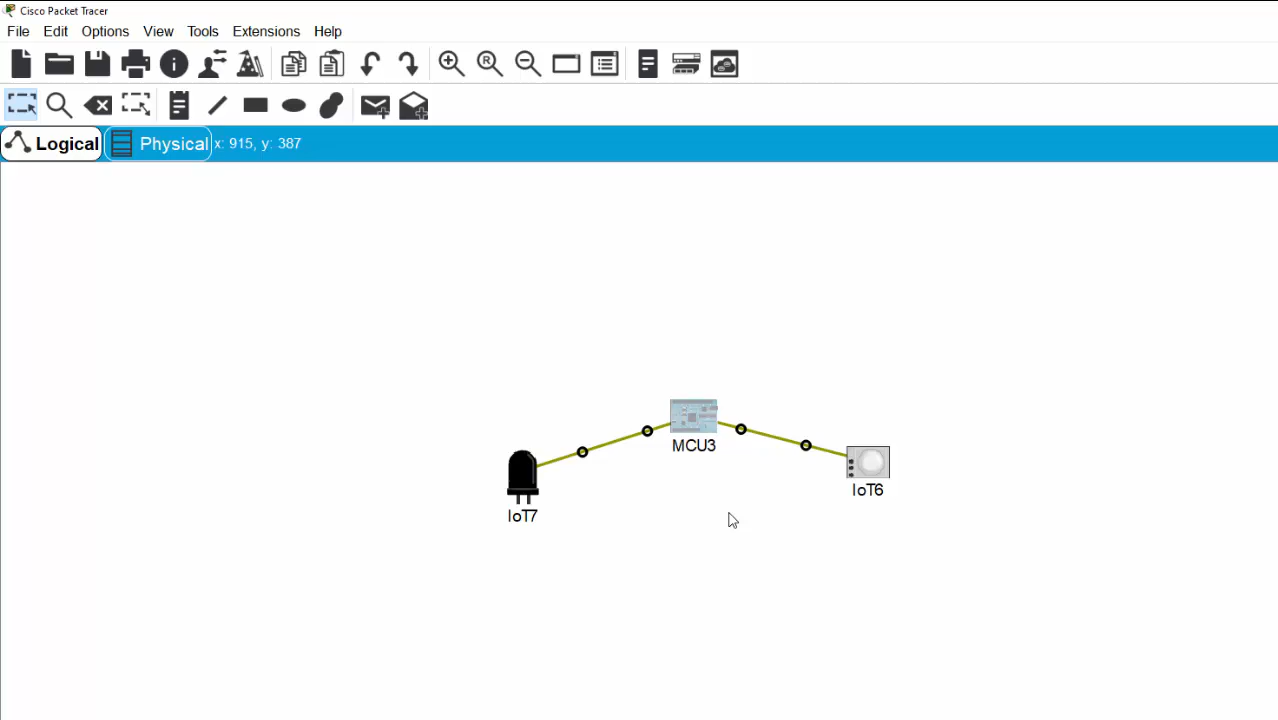 Cisco Packet Tracer
File Edit Options View Tools Extensions Help
R
Logical Physical x: 915, y: 387
MCU3
IoT6
IoT7